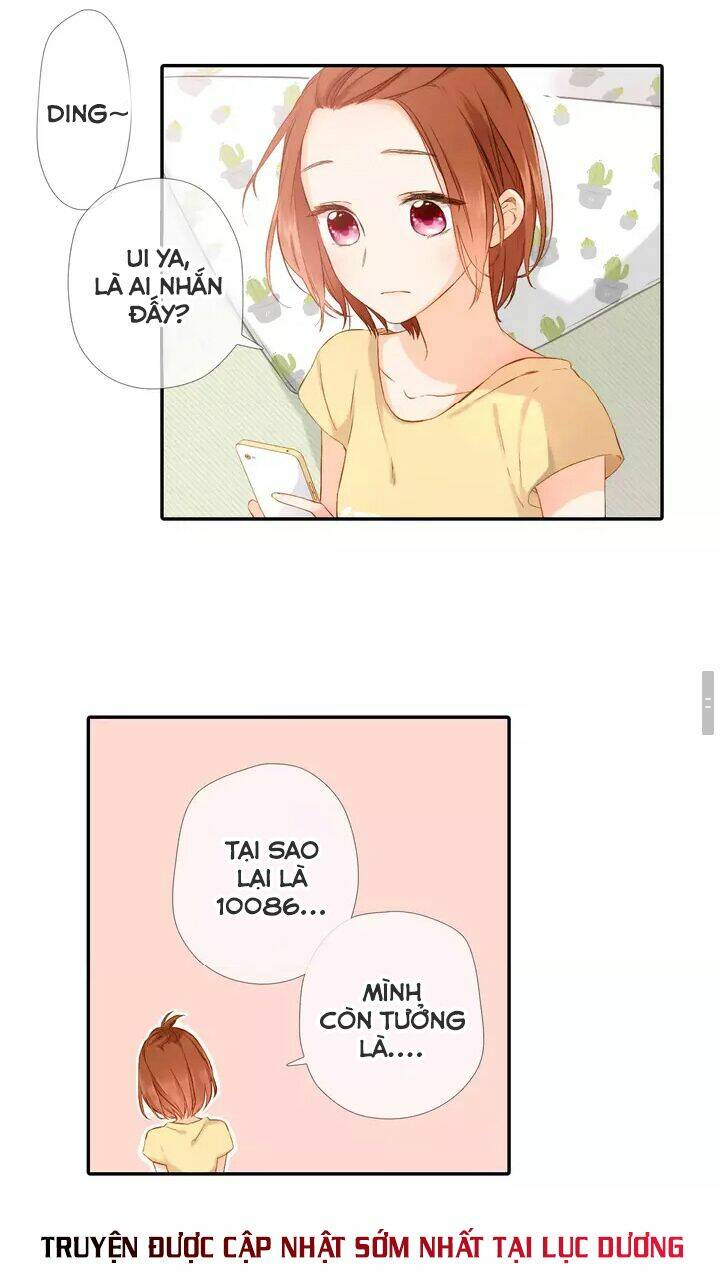 DING~
UI YA,
LÀ AI NHẮN
ĐẤY?
TẠI SAO
LẠI LÀ
10086...
MÌNH
CÒN TƯỞNG
LÀ....
TRUYỆN ĐƯỢC CẬP NHẬT SỚM NHẤT TẠI LỤC DƯƠNG